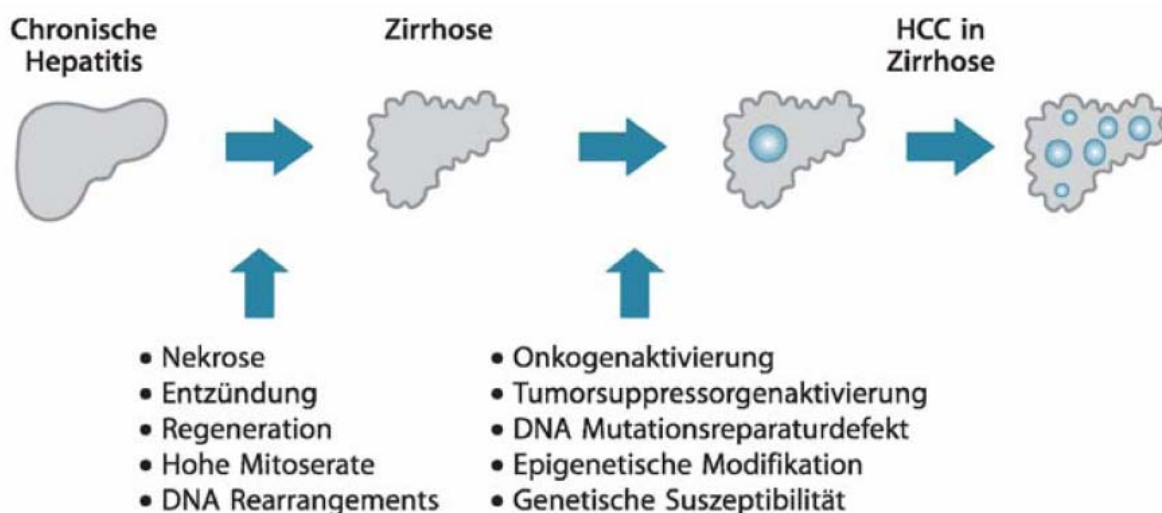 Chronische
Hepatitis
Zirrhose
HCC in
Zirrhose
• Nekrose
• Entzündung
• Regeneration
• Hohe Mitoserate
• DNA Rearrangements
• Onkogenaktivierung
• Tumorsuppressorgenaktivierung
• DNA Mutationsreparaturdefekt
• Epigenetische Modifikation
• Genetische Suszeptibilität